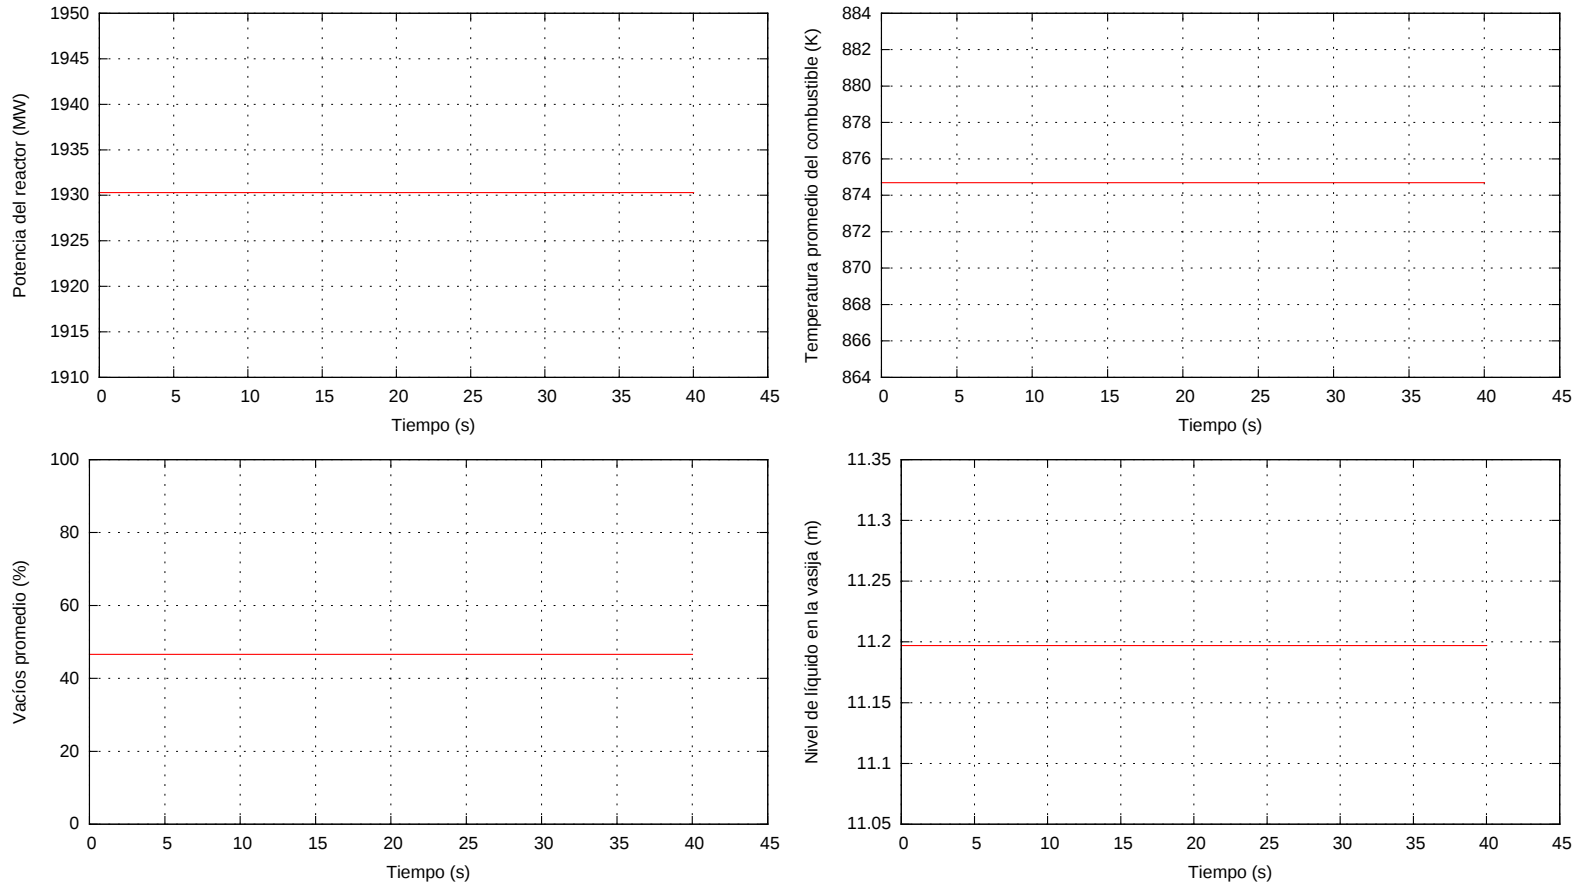 Potencia del reactor (MW)
1950
1945
1940
1935
1930
1925
1920
1915
1910
0 5 10 15 20 25 30 35 40 45
Tiempo (s)
Temperatura promedio del combustible (K)
884
882
880
878
876
874
872
870
868
866
864
0 5 10 15 20 25 30 35 40 45
Tiempo (s)
Vacíos promedio (%)
100
80
60
40
20
0
0 5 10 15 20 25 30 35 40 45
Tiempo (s)
Nivel de líquido en la vasija (m)
11.35
11.3
11.25
11.2
11.15
11.1
11.05
0 5 10 15 20 25 30 35 40 45
Tiempo (s)